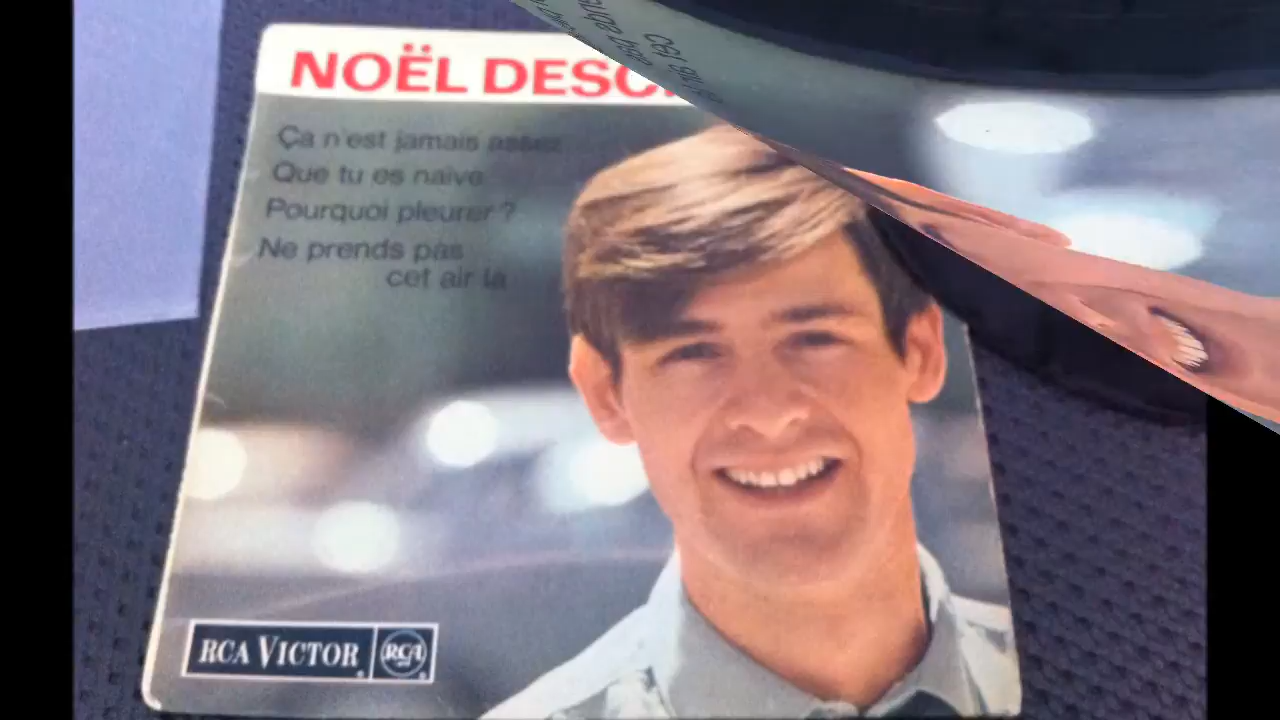 NOËL DESC
Ça n'est jamais assez
Que tu es naive
Pourquoi pleurer ?
Ne prends pas
cet air la
RCA VICTOR
RCA